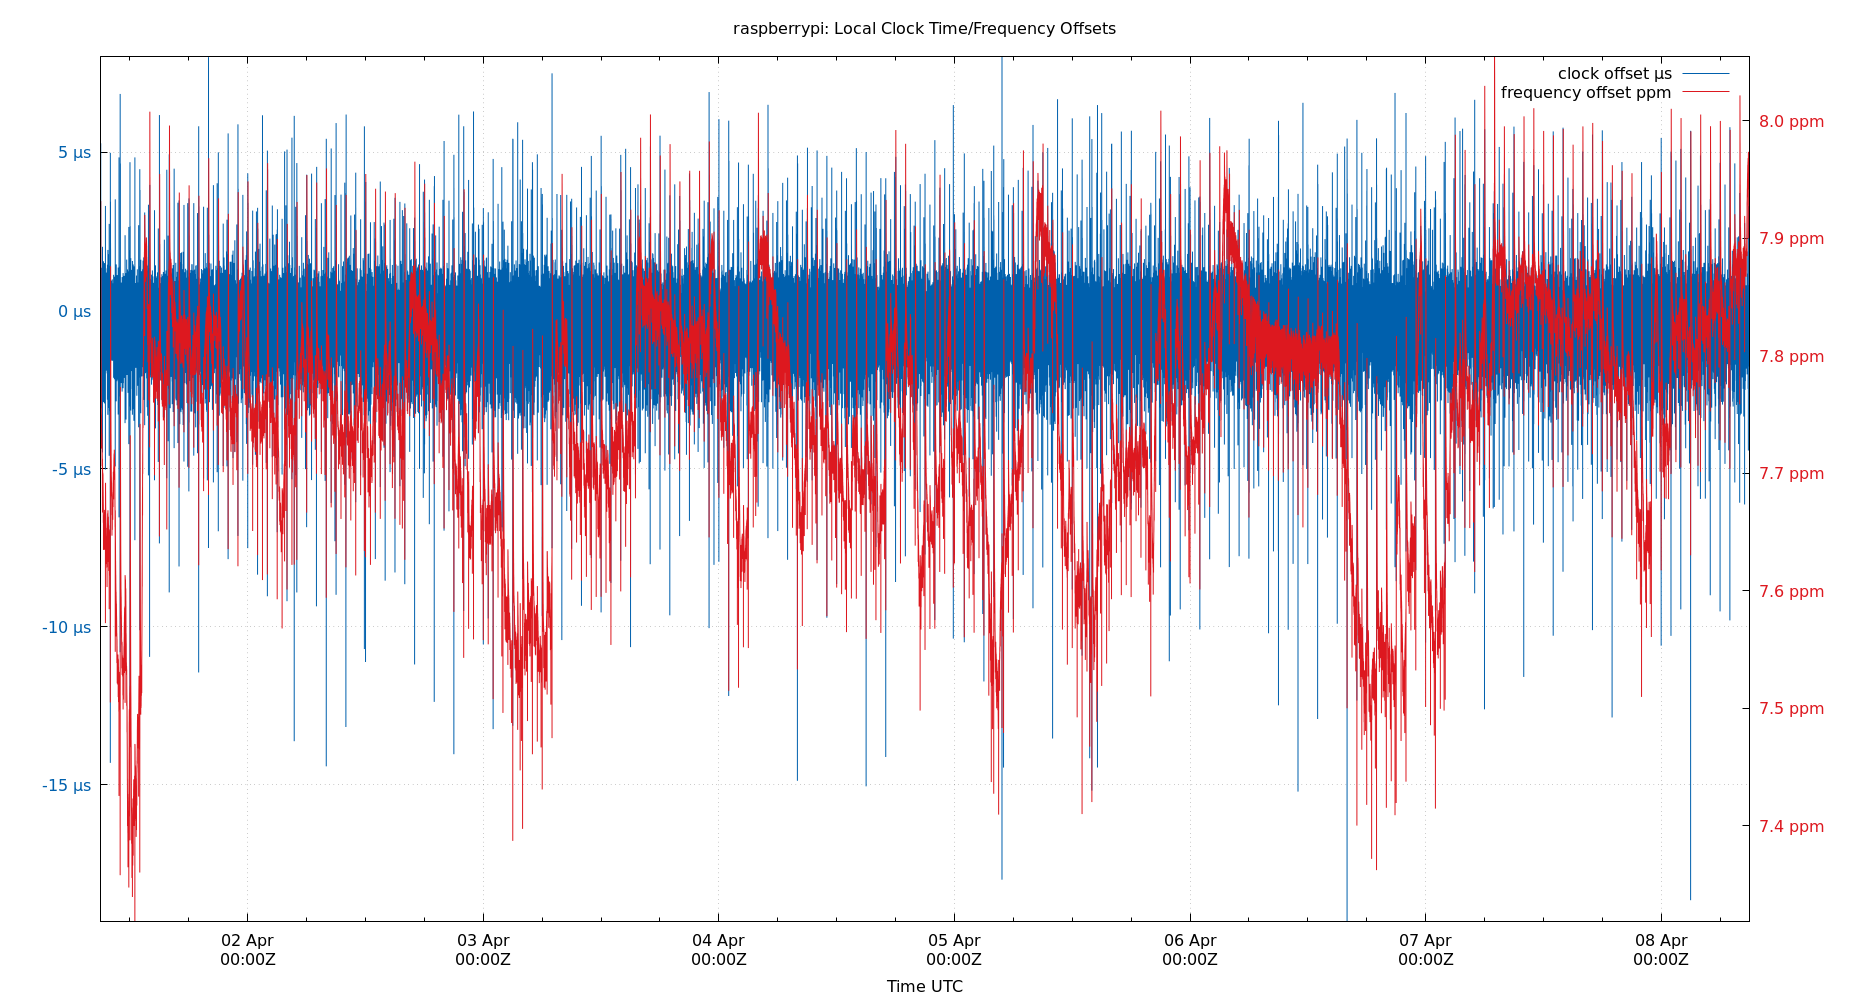 raspberrypi: Local Clock Time/Frequency Offsets
clock offset µs
frequency offset ppm
5 µs
0 µs
-5 µs
-10 µs
-15 µs
8.0 ppm
7.9 ppm
7.8 ppm
7.7 ppm
7.6 ppm
7.5 ppm
7.4 ppm
02 Apr
00:00Z
03 Apr
00:00Z
04 Apr
00:00Z
05 Apr
00:00Z
06 Apr
00:00Z
07 Apr
00:00Z
08 Apr
00:00Z
Time UTC